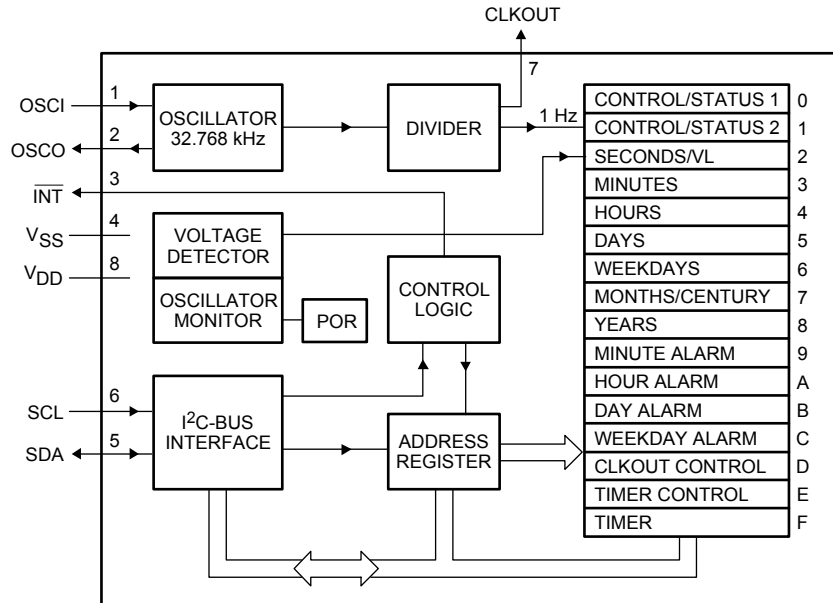 CLKOUT
7
OSCI
1
OSCO
2
OSCILLATOR
32.768 kHz
DIVIDER
1 Hz
INT
3
VSS
4
VDD
8
VOLTAGE
DETECTOR
OSCILLATOR
MONITOR
POR
CONTROL
LOGIC
SCL
6
SDA
5
I2C-BUS
INTERFACE
ADDRESS
REGISTER
CONTROL/STATUS 1 0
CONTROL/STATUS 2 1
SECONDS/VL 2
MINUTES 3
HOURS 4
DAYS 5
WEEKDAYS 6
MONTHS/CENTURY 7
YEARS 8
MINUTE ALARM 9
HOUR ALARM A
DAY ALARM B
WEEKDAY ALARM C
CLKOUT CONTROL D
TIMER CONTROL E
TIMER F